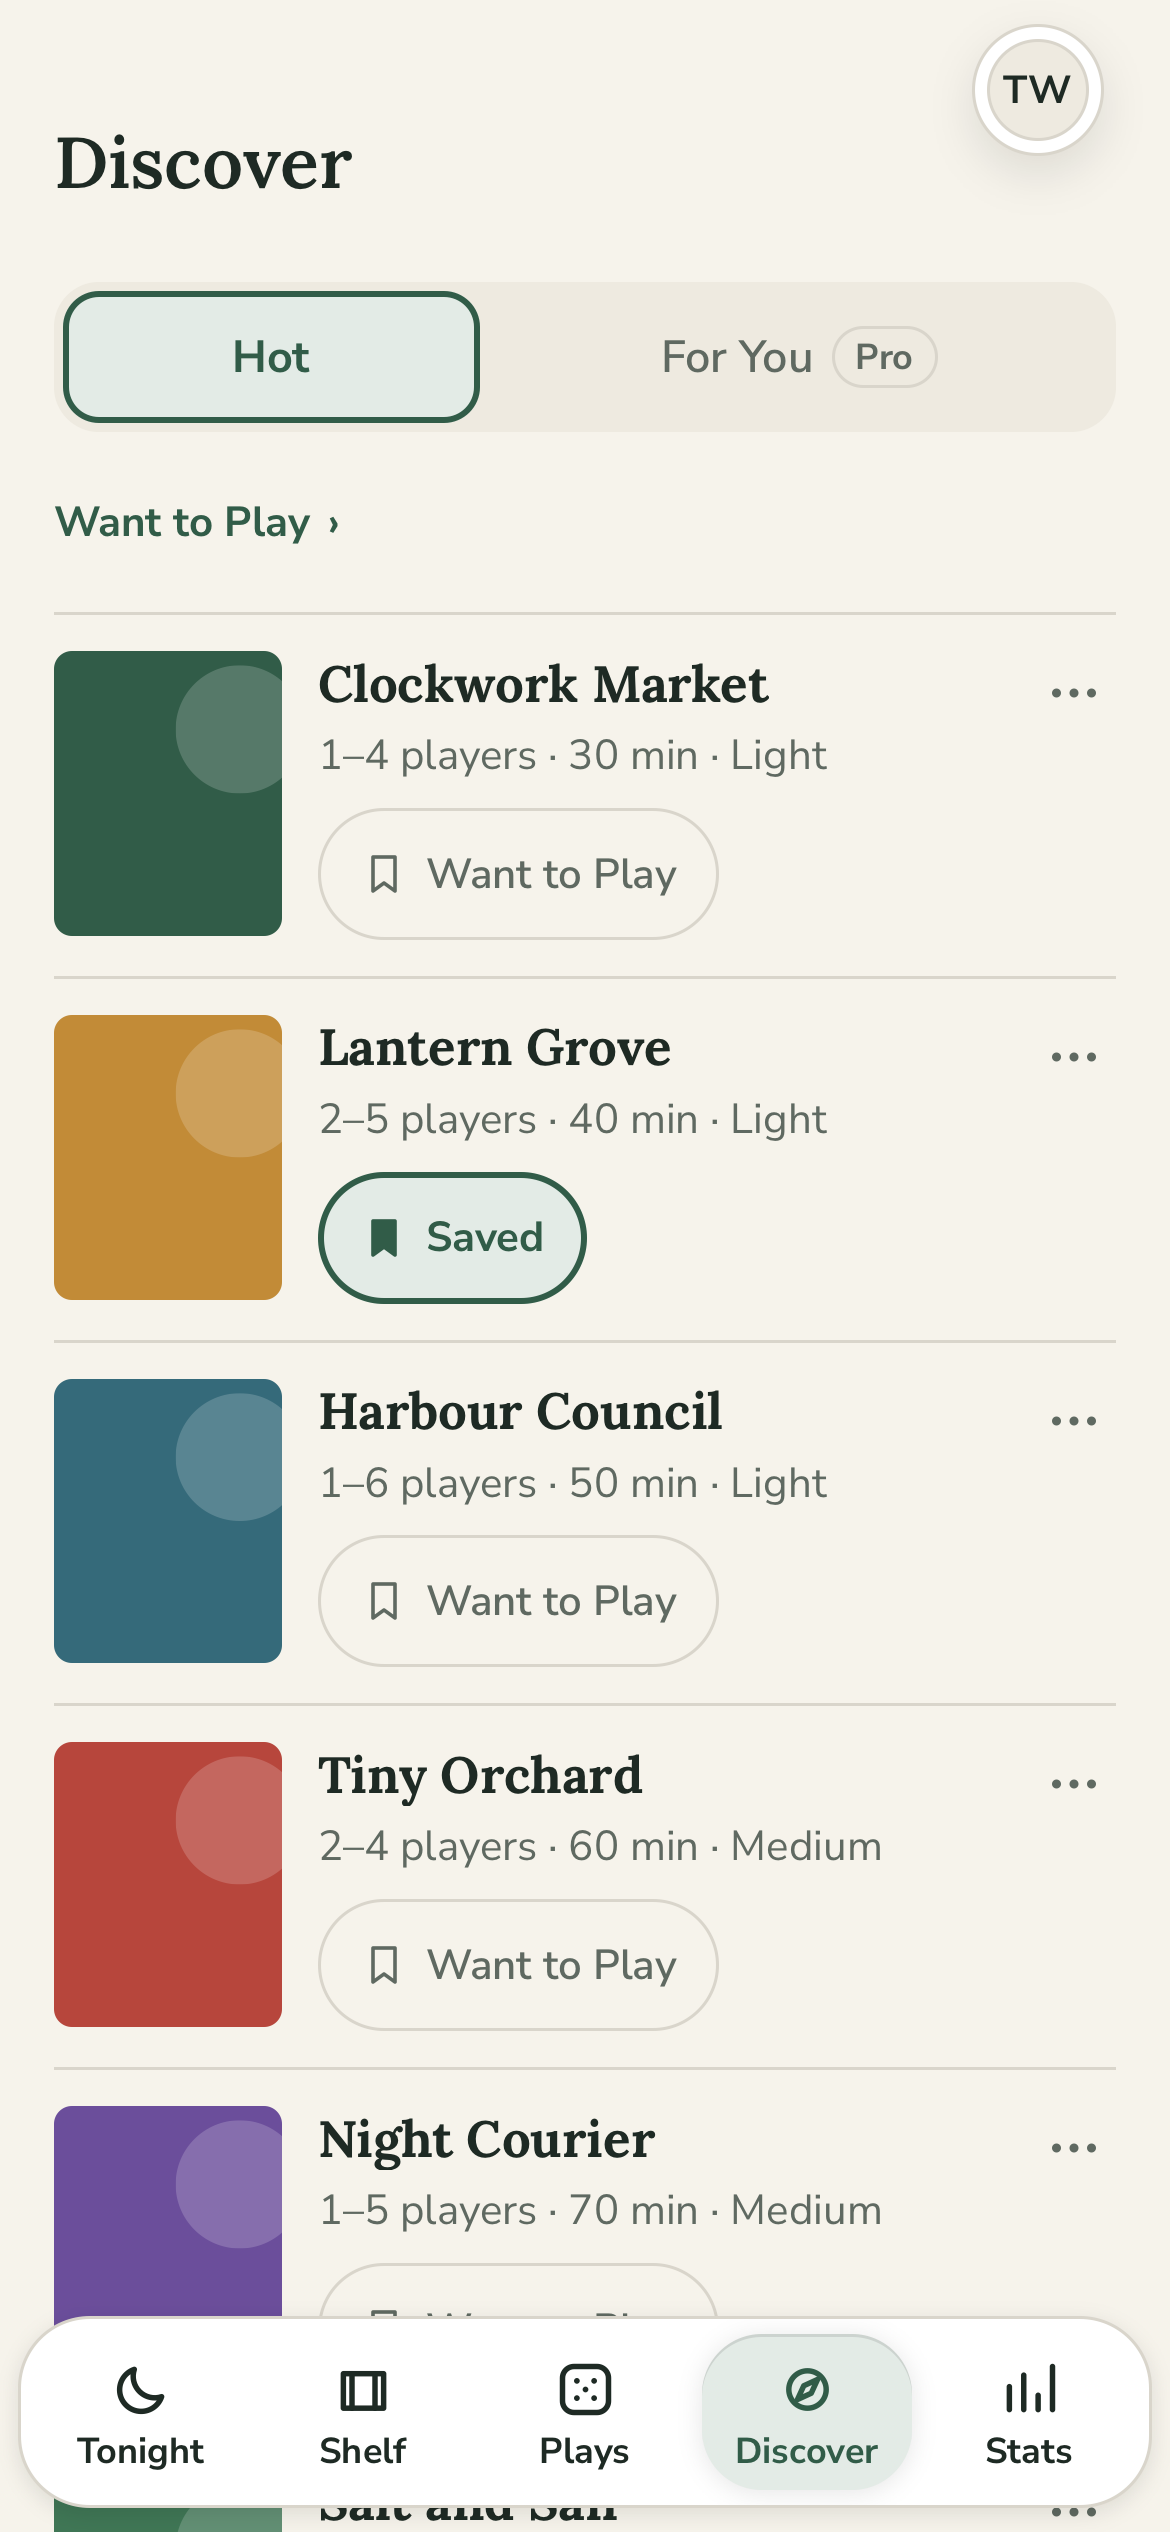 TW
Discover
Hot
For You Pro
Want to Play ›
Clockwork Market
1–4 players · 30 min · Light
Want to Play
Lantern Grove
2–5 players · 40 min · Light
Saved
Harbour Council
1–6 players · 50 min · Light
Want to Play
Tiny Orchard
2–4 players · 60 min · Medium
Want to Play
Night Courier
1–5 players · 70 min · Medium
Tonight
Shelf
Plays
Discover
Stats